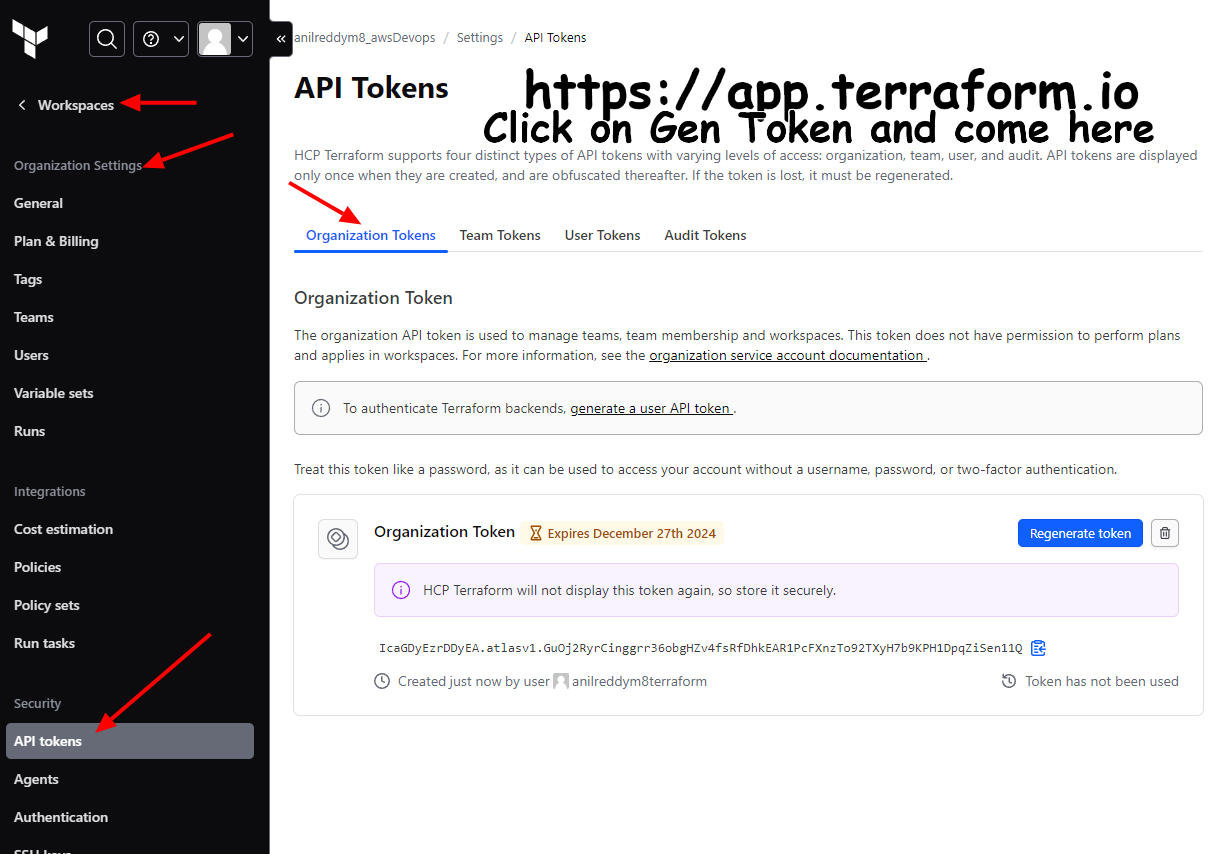 anilreddym8_awsDevops / Settings / API Tokens
API Tokens
https://app.terraform.io
Click on Gen Token and come here
HCP Terraform supports four distinct types of API tokens with varying levels of access: organization, team, user, and audit. API tokens are displayed
only once when they are created, and are obfuscated thereafter. If the token is lost, it must be regenerated.
Workspaces
Organization Settings
General
Plan & Billing
Tags
Teams
Users
Variable sets
Runs
Integrations
Cost estimation
Policies
Policy sets
Run tasks
Security
API tokens
Agents
Authentication
SSH keys
Organization Tokens Team Tokens User Tokens Audit Tokens
Organization Token
The organization API token is used to manage teams, team membership and workspaces. This token does not have permission to perform plans
and applies in workspaces. For more information, see the organization service account documentation .
To authenticate Terraform backends, generate a user API token .
Treat this token like a password, as it can be used to access your account without a username, password, or two-factor authentication.
Organization Token Expires December 27th 2024 Regenerate token
HCP Terraform will not display this token again, so store it securely.
IcaGDyEzrDDyEA.atlasv1.GuOj2RyrCinggrr36obgHZv4fsRfDhkEAR1PcFXnzTo92TXyH7b9KPH1DpqZiSen11Q
Created just now by user anilreddym8terraform Token has not been used